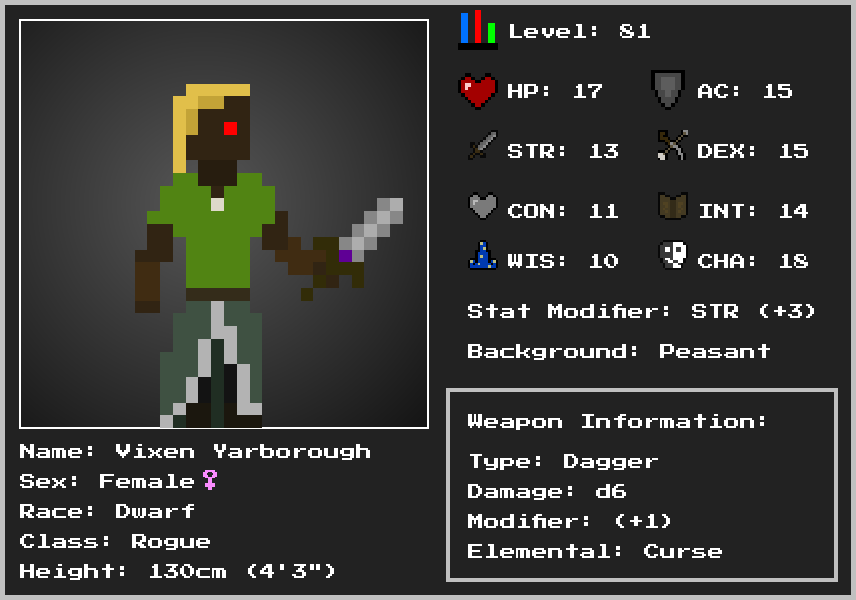 Level: 81
HP: 17
AC: 15
STR: 13
DEX: 15
CON: 11
INT: 14
WIS: 10
CHA: 18
Stat Modifier: STR (+3)
Background: Peasant
Weapon Information:
Type: Dagger
Damage: d6
Modifier: (+1)
Elemental: Curse
Name: Vixen Yarborough
Sex: Female♀
Race: Dwarf
Class: Rogue
Height: 130cm (4'3")